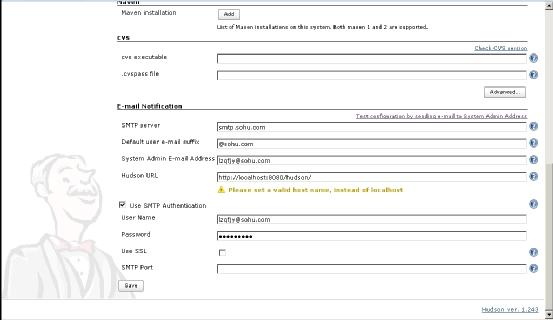 Maven
Maven installation
Add
List of Maven installations on this system. Both maven 1 and 2 are supported.
CVS
Check CVS version
cvs executable
.cvspass file
Advanced...
E-mail Notification
Test configuration by sending e-mail to System Admin Address
SMTP server
smtp.sohu.com
Default user e-mail suffix
@sohu.com
System Admin E-mail Address
lzqfjy@sohu.com
Hudson URL
http://localhost:8080/hudson/
Please set a valid host name, instead of localhost
Use SMTP Authentication
User Name
lzqfjy@sohu.com
Password
•••••••••
Use SSL
SMTP Port
Save
Hudson ver. 1.243